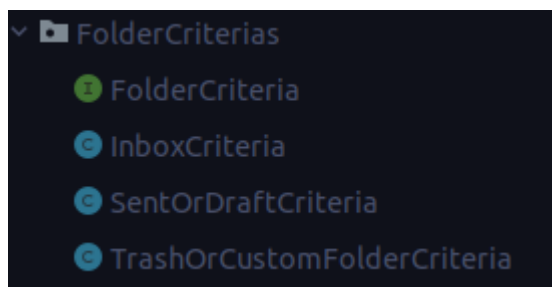 FolderCriterias
I FolderCriteria
C InboxCriteria
C SentOrDraftCriteria
C TrashOrCustomFolderCriteria